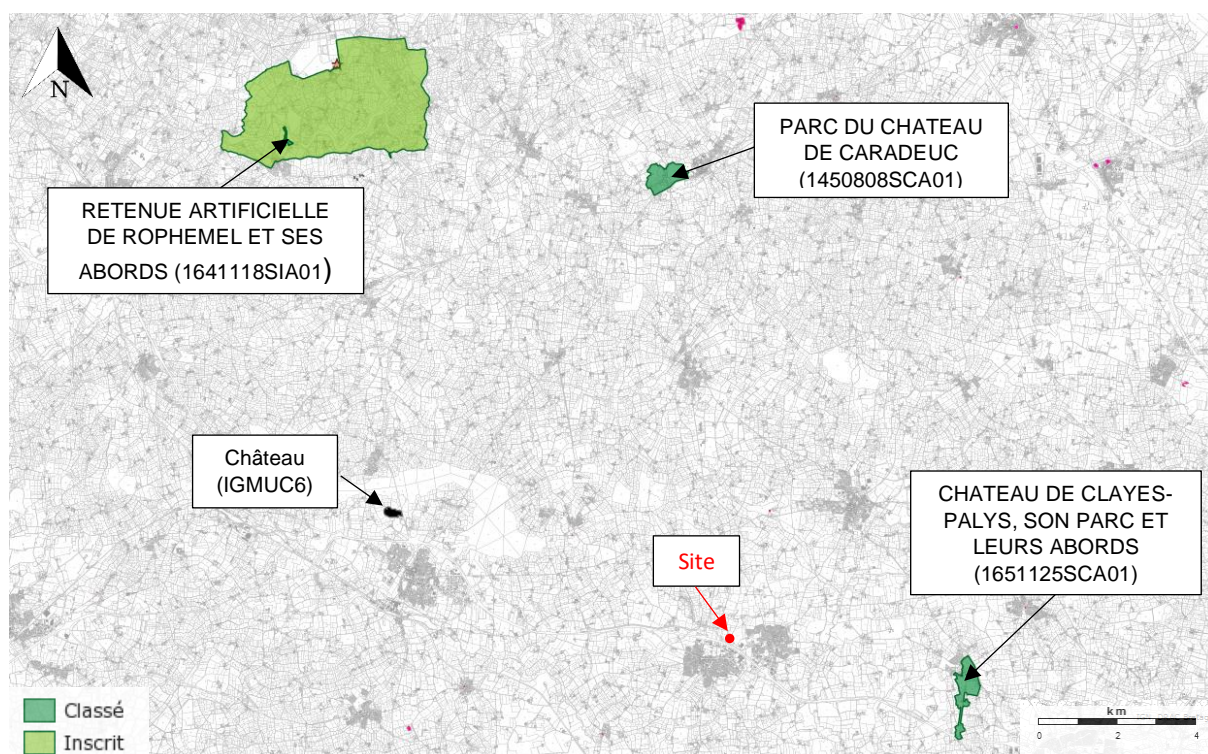 N
PARC DU CHATEAU
DE CARADEUC
(1450808SCA01)
RETENUE ARTIFICIELLE
DE ROPHEMEL ET SES
ABORDS (1641118SIA01)
Château
(IGMUC6)
CHATEAU DE CLAYES-
PALYS, SON PARC ET
LEURS ABORDS
(1651125SCA01)
Site
Classé
Inscrit
km
0 2 4